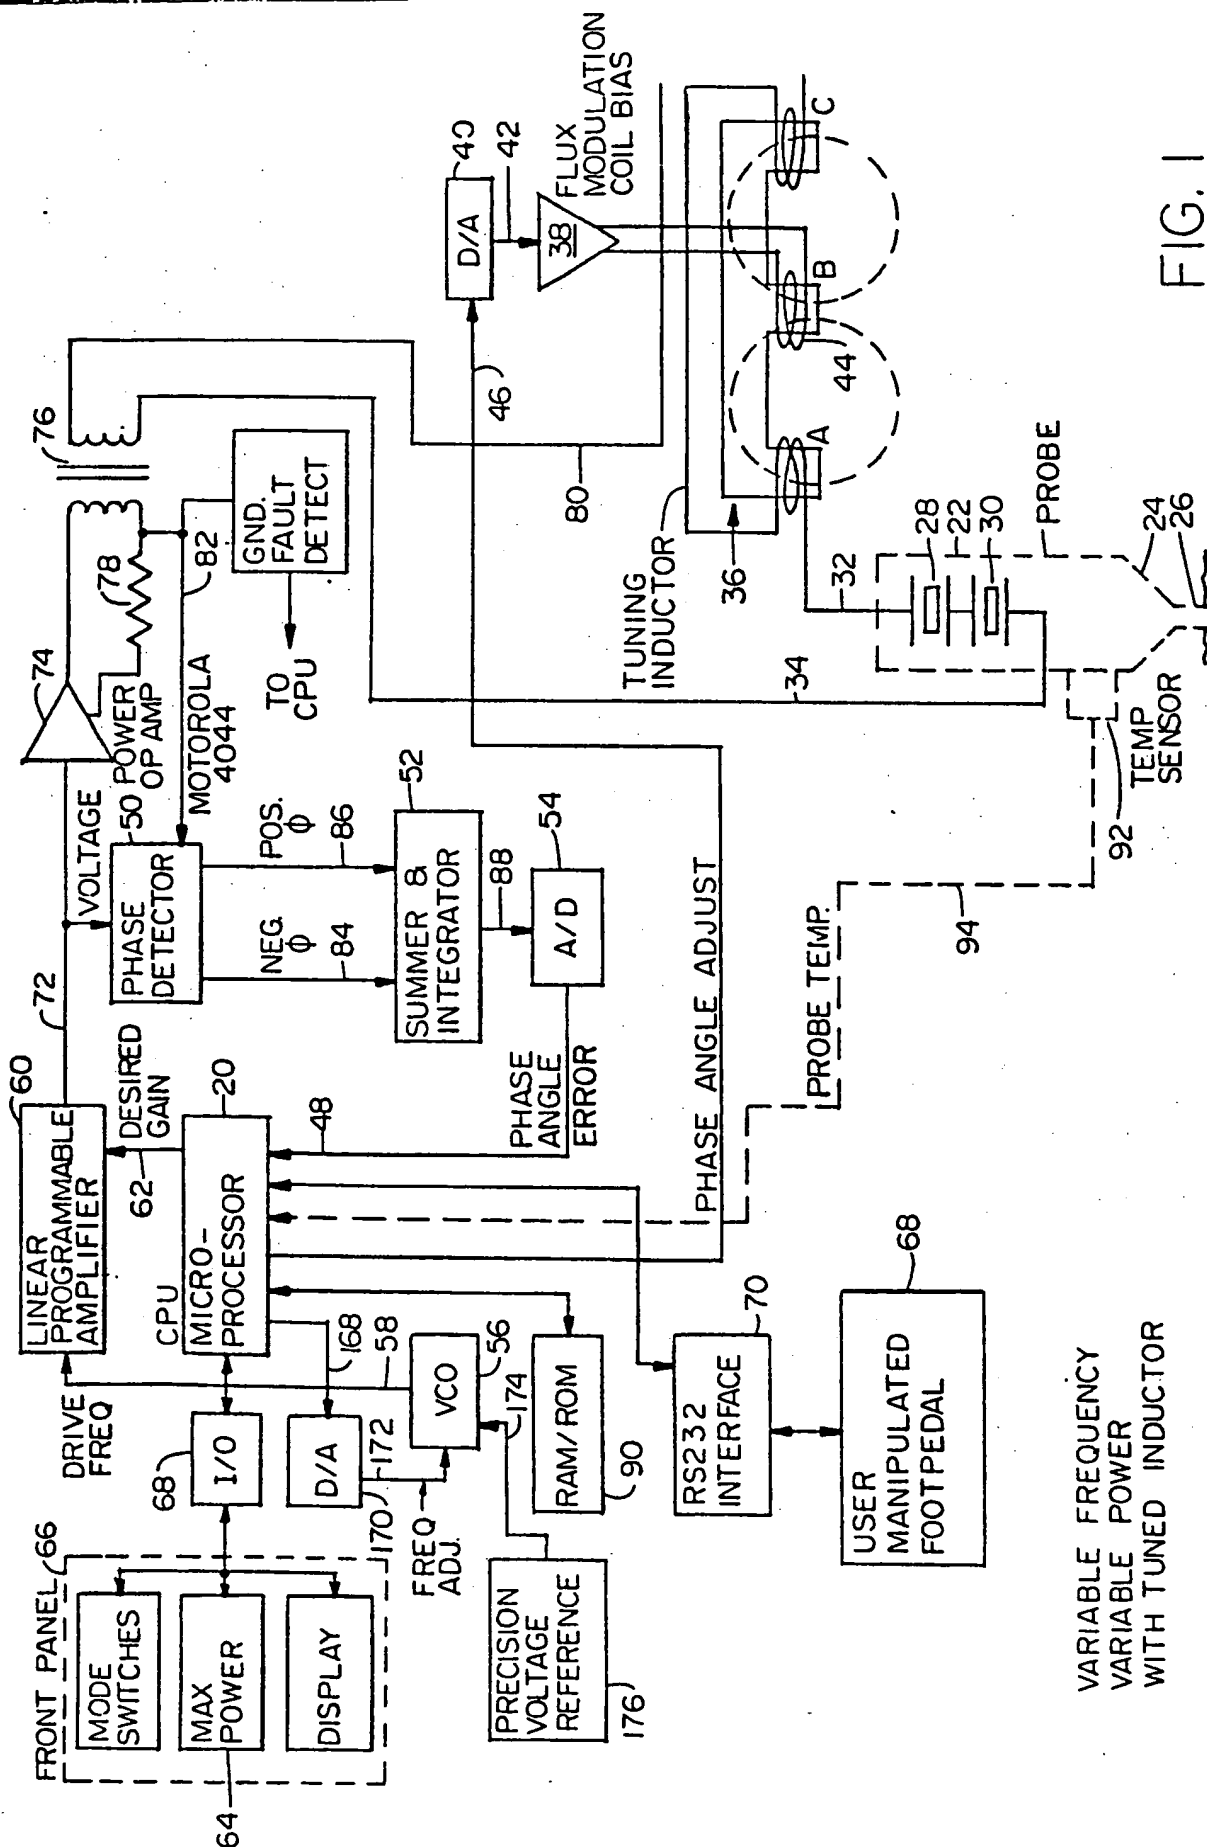 FRONT PANEL
66
MODE
SWITCHES
MAX
POWER
DISPLAY
64
68
I/O
DRIVE
FREQ
LINEAR
PROGRAMMABLE
AMPLIFIER
60
72
DESIRED
GAIN
62
CPU
MICRO-
PROCESSOR
20
168
58
D/A
170
172
FREQ
ADJ.
VCO
56
174
PRECISION
VOLTAGE
REFERENCE
176
RAM/ROM
90
RS232
INTERFACE
70
USER
MANIPULATED
FOOTPEDAL
68
VOLTAGE
PHASE
DETECTOR
50
POWER
OP AMP
74
MOTOROLA
4044
78
82
76
GND.
FAULT
DETECT
TO
CPU
NEG.
ϕ
84
POS.
ϕ
86
SUMMER &
INTEGRATOR
52
88
A/D
54
48
PHASE
ANGLE
ERROR
PHASE ANGLE ADJUST
PROBE TEMP.
94
46
D/A
40
42
38
FLUX
MODULATION
COIL BIAS
80
TUNING
INDUCTOR
36
A
B
C
44
32
34
28
22
30
PROBE
24
26
TEMP
SENSOR
92
VARIABLE FREQUENCY
VARIABLE POWER
WITH TUNED INDUCTOR
FIG. 1